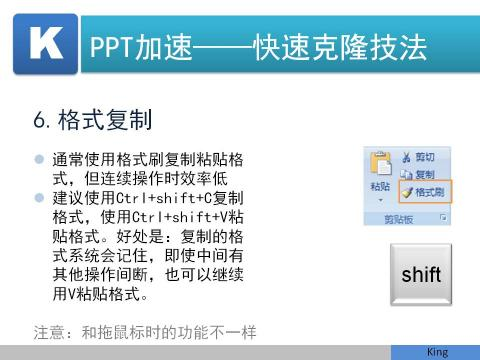 K
PPT加速——快速克隆技法
6. 格式复制
通常使用格式刷复制粘贴格
式，但连续操作时效率低
建议使用Ctrl+shift+C复制
格式，使用Ctrl+shift+V粘
贴格式。好处是：复制的格
式系统会记住，即使中间有
其他操作间断，也可以继续
用V粘贴格式。
注意：和拖鼠标时的功能不一样
剪切
复制
格式刷
粘贴
剪贴板
shift
King